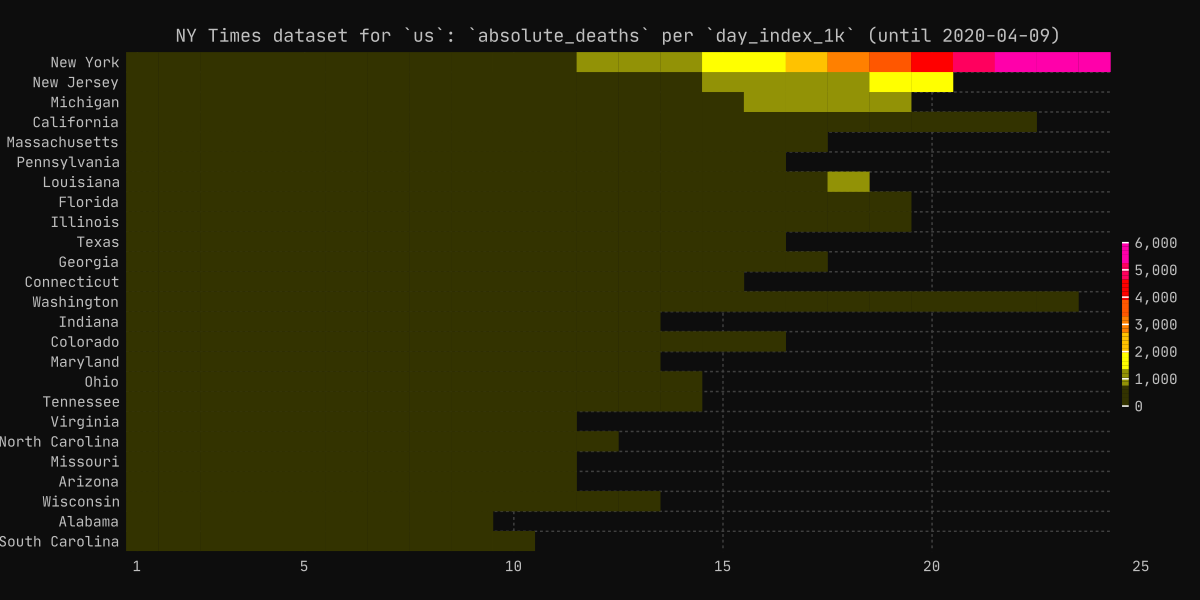 NY Times dataset for `us`: `absolute_deaths` per `day_index_1k` (until 2020-04-09)
New York
New Jersey
Michigan
California
Massachusetts
Pennsylvania
Louisiana
Florida
Illinois
Texas
Georgia
Connecticut
Washington
Indiana
Colorado
Maryland
Ohio
Tennessee
Virginia
North Carolina
Missouri
Arizona
Wisconsin
Alabama
South Carolina
1 5 10 15 20 25
6,000
5,000
4,000
3,000
2,000
1,000
0